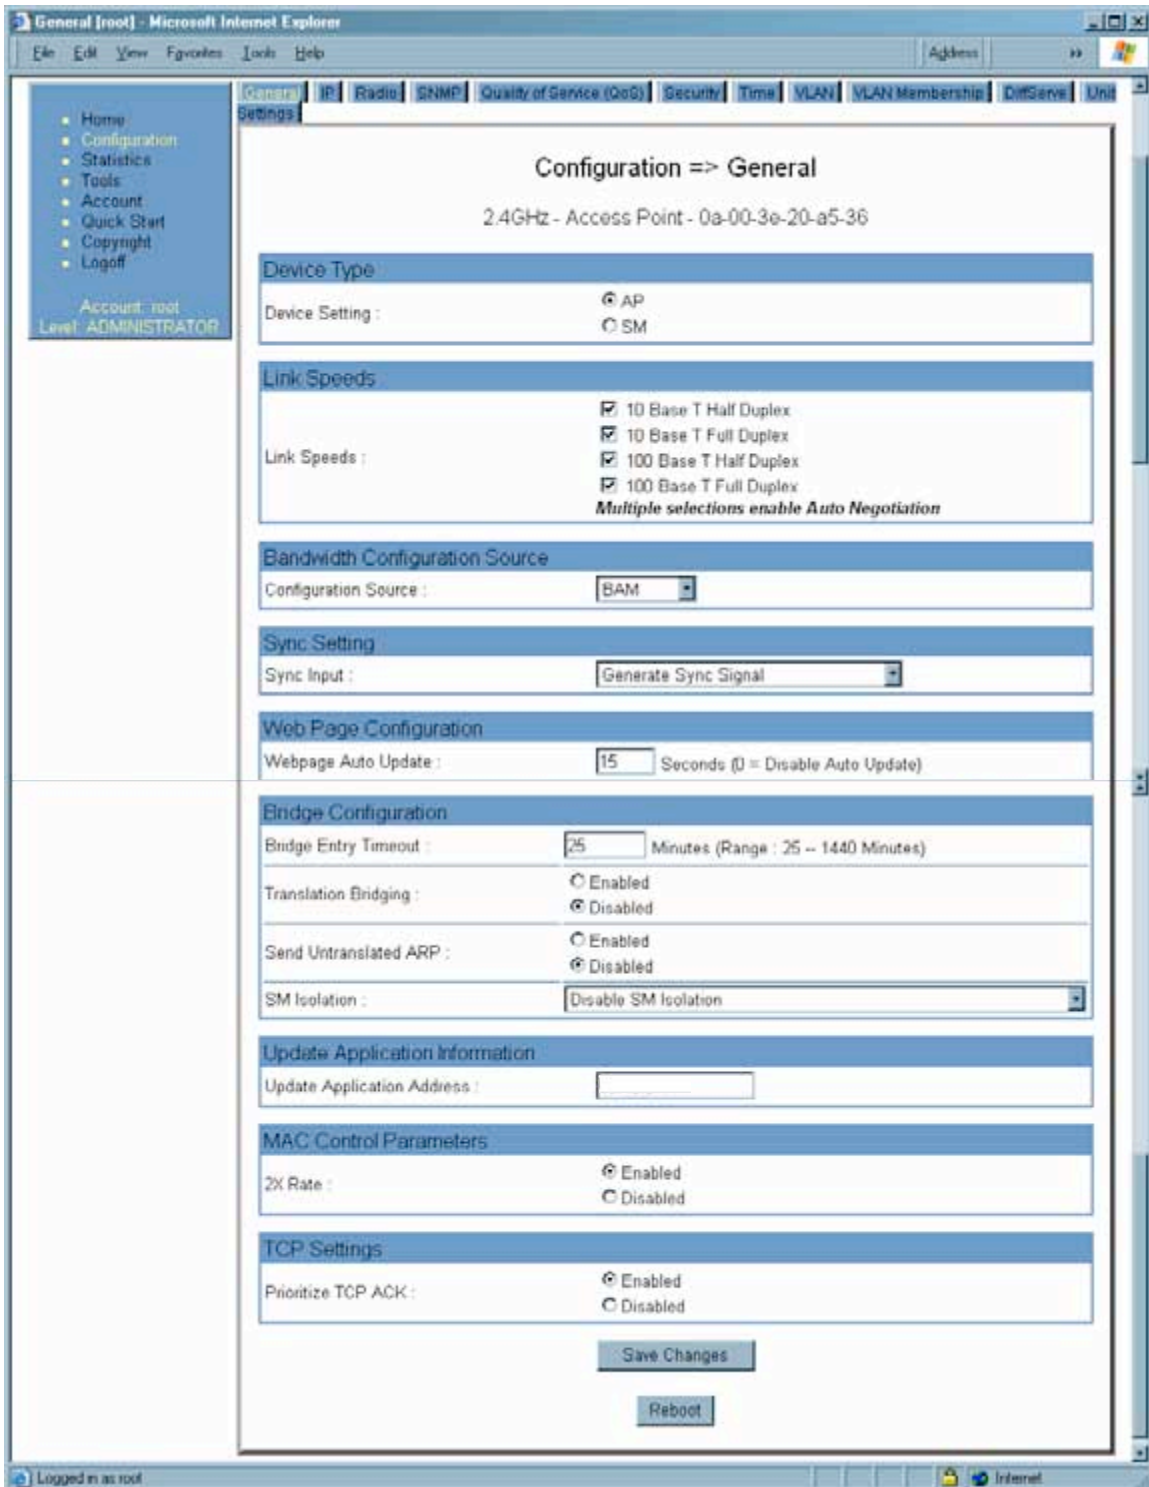 General [root] - Microsoft Internet Explorer
File Edit View Favorites Tools Help
Address
General IP Radio SNMP Quality of Service (QoS) Security Time VLAN VLAN Membership DiffServe Unit
Settings
Home
Configuration
Statistics
Tools
Account
Quick Start
Copyright
Logoff
Account: root
Level: ADMINISTRATOR
Configuration => General
2.4GHz - Access Point - 0a-00-3e-20-a5-36
Device Type
Device Setting :
AP
SM
Link Speeds
Link Speeds :
10 Base T Half Duplex
10 Base T Full Duplex
100 Base T Half Duplex
100 Base T Full Duplex
Multiple selections enable Auto Negotiation
Bandwidth Configuration Source
Configuration Source : BAM
Sync Setting
Sync Input : Generate Sync Signal
Web Page Configuration
Webpage Auto Update : 15 Seconds (0 = Disable Auto Update)
Bridge Configuration
Bridge Entry Timeout : 25 Minutes (Range : 25 -- 1440 Minutes)
Translation Bridging :
Enabled
Disabled
Send Untranslated ARP :
Enabled
Disabled
SM Isolation : Disable SM Isolation
Update Application Information
Update Application Address :
MAC Control Parameters
2X Rate :
Enabled
Disabled
TCP Settings
Prioritize TCP ACK :
Enabled
Disabled
Save Changes
Reboot
Logged in as root
Internet